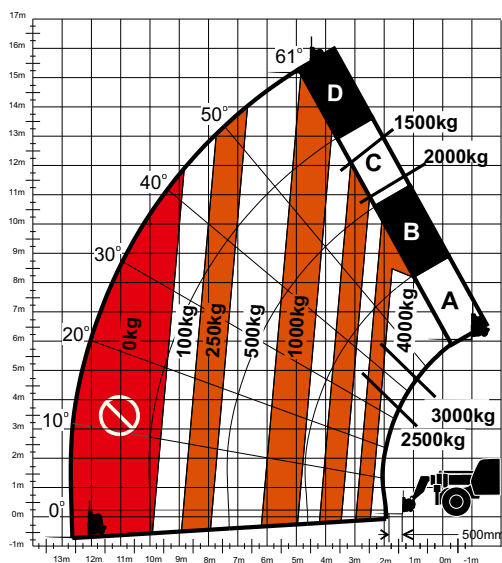 17m
16m
15m
14m
13m
12m
11m
10m
9m
8m
7m
6m
5m
4m
3m
2m
1m
0m
-1m
61°
50°
40°
30°
20°
10°
0°
D
C
B
A
1500kg
2000kg
0kg
100kg
250kg
500kg
1000kg
4000kg
3000kg
2500kg
500mm
13m 12m 11m 10m 9m 8m 7m 6m 5m 4m 3m 2m 1m 0m -1m